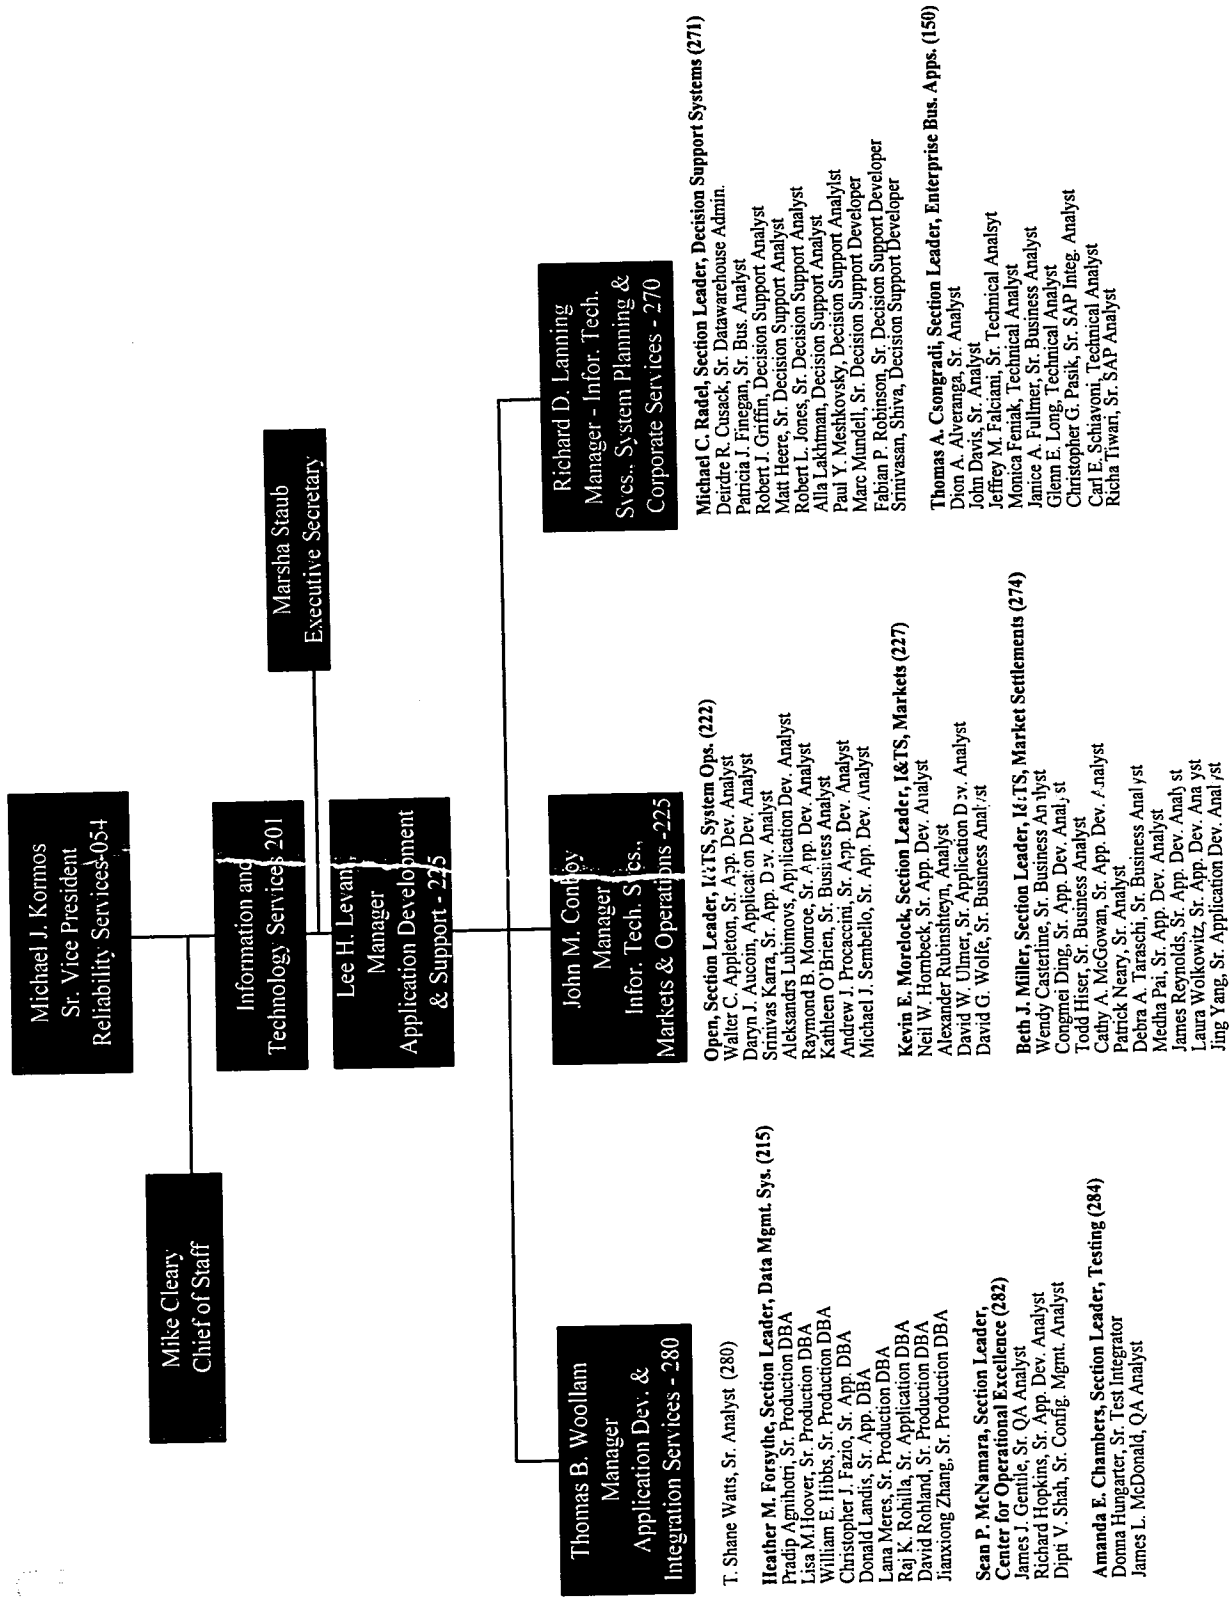 Michael J. Kormos
Sr. Vice President
Reliability Services-054
Mike Cleary
Chief of Staff
Information and
Technology Services 201
Marsha Staub
Executive Secretary
Lee H. Levan,
Manager
Application Development
& Support - 225
Thomas B. Woollam
Manager
Application Dev. &
Integration Services - 280
John M. Conboy
Manager
Infor. Tech. Svcs.,
Markets & Operations -225
Richard D. Lanning
Manager - Infor. Tech.
Svcs., System Planning &
Corporate Services - 270
T. Shane Watts, Sr. Analyst (280)
Heather M. Forsythe, Section Leader, Data Mgmt. Sys. (215)
Pradip Agnihotri, Sr. Production DBA
Lisa M.Hoover, Sr. Production DBA
William E. Hibbs, Sr. Production DBA
Christopher J. Fazio, Sr. App. DBA
Donald Landis, Sr. App. DBA
Lana Meres, Sr. Production DBA
Raj K. Rohilla, Sr. Application DBA
David Rohland, Sr. Production DBA
Jianxiong Zhang, Sr. Production DBA
Sean P. McNamara, Section Leader,
Center for Operational Excellence (282)
James J. Gentile, Sr. QA Analyst
Richard Hopkins, Sr. App. Dev. Analyst
Dipti V. Shah, Sr. Config. Mgmt. Analyst
Amanda E. Chambers, Section Leader, Testing (284)
Donna Hungarter, Sr. Test Integrator
James L. McDonald, QA Analyst
Open, Section Leader, I&TS, System Ops. (222)
Walter C. Appleton, Sr. App. Dev. Analyst
Daryn J. Aucoin, Application Dev. Analyst
Srinivas Karra, Sr. App. Dev. Analyst
Aleksandrs Lubimovs, Application Dev. Analyst
Raymond B. Monroe, Sr. App. Dev. Analyst
Kathleen O'Brien, Sr. Business Analyst
Andrew J. Procaccini, Sr. App. Dev. Analyst
Michael J. Sembello, Sr. App. Dev. Analyst
Kevin E. Morelock, Section Leader, I&TS, Markets (227)
Neil W. Hornbeck, Sr. App. Dev. Analyst
Alexander Rubinshteyn, Analyst
David W. Ulmer, Sr. Application Dev. Analyst
David G. Wolfe, Sr. Business Analyst
Beth J. Miller, Section Leader, I&TS, Market Settlements (274)
Wendy Casterline, Sr. Business Analyst
Congmei Ding, Sr. App. Dev. Analyst
Todd Hiser, Sr. Business Analyst
Cathy A. McGowan, Sr. App. Dev. Analyst
Patrick Neary, Sr. Analyst
Debra A. Taraschi, Sr. Business Analyst
Medha Pai, Sr. App. Dev. Analyst
James Reynolds, Sr. App. Dev. Analyst
Laura Wolkowitz, Sr. App. Dev. Analyst
Jing Yang, Sr. Application Dev. Analyst
Michael C. Radel, Section Leader, Decision Support Systems (271)
Deirdre R. Cusack, Sr. Datawarehouse Admin.
Patricia J. Finegan, Sr. Bus. Analyst
Robert J. Griffin, Decision Support Analyst
Matt Heere, Sr. Decision Support Analyst
Robert L. Jones, Sr. Decision Support Analyst
Alla Lakhtman, Decision Support Analyst
Paul Y. Meshkovsky, Decision Support Anaylst
Marc Mundell, Sr. Decision Support Developer
Fabian P. Robinson, Sr. Decision Support Developer
Srinivasan, Shiva, Decision Support Developer
Thomas A. Csongradi, Section Leader, Enterprise Bus. Apps. (150)
Dion A. Alveranga, Sr. Analyst
John Davis, Sr. Analyst
Jeffrey M. Falciani, Sr. Technical Analsyt
Monica Feniak, Technical Analyst
Janice A. Fullmer, Sr. Business Analyst
Glenn E. Long, Technical Analyst
Christopher G. Pasik, Sr. SAP Integ. Analyst
Carl E. Schiavoni, Technical Analyst
Richa Tiwari, Sr. SAP Analyst